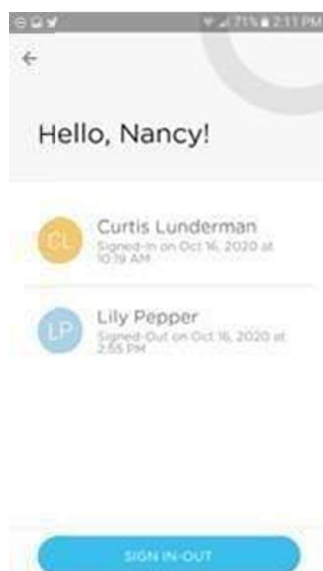 71% 2:11 PM
Hello, Nancy!
CL
Curtis Lunderman
Signed-In on Oct 16, 2020 at
10:19 AM
LP
Lily Pepper
Signed-Out on Oct 16, 2020 at
2:55 PM
SIGN IN-OUT